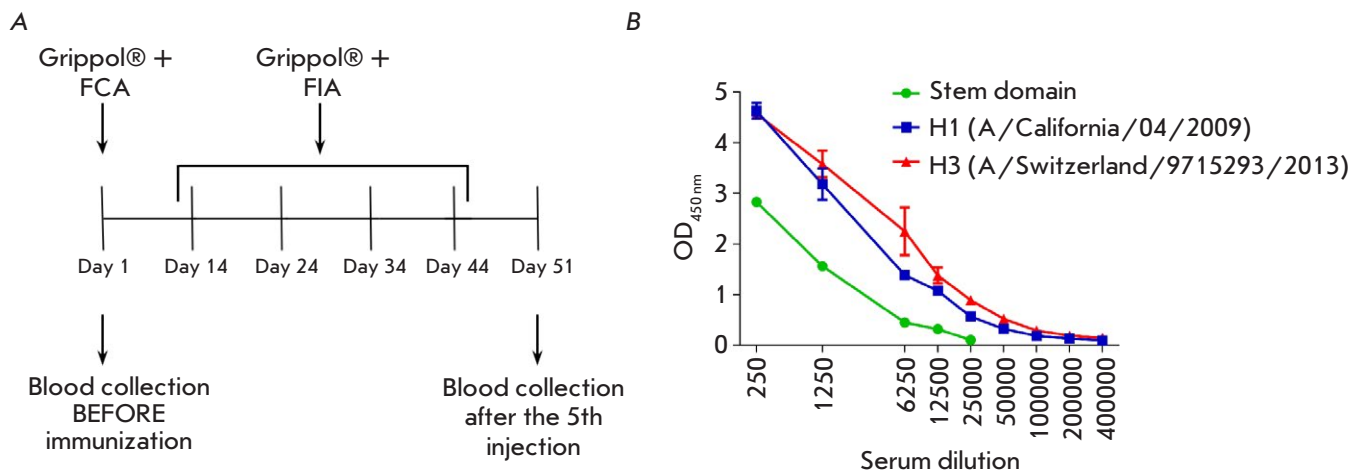 A
Grippol® +
FCA
Grippol® +
FIA
Day 1
Day 14
Day 24
Day 34
Day 44
Day 51
Blood collection
BEFORE
immunization
Blood collection
after the 5th
injection
B
Stem domain
H1 (A/California/04/2009)
H3 (A/Switzerland/9715293/2013)
OD450 nm
5
4
3
2
1
0
250
1250
6250
12500
25000
50000
100000
200000
400000
Serum dilution